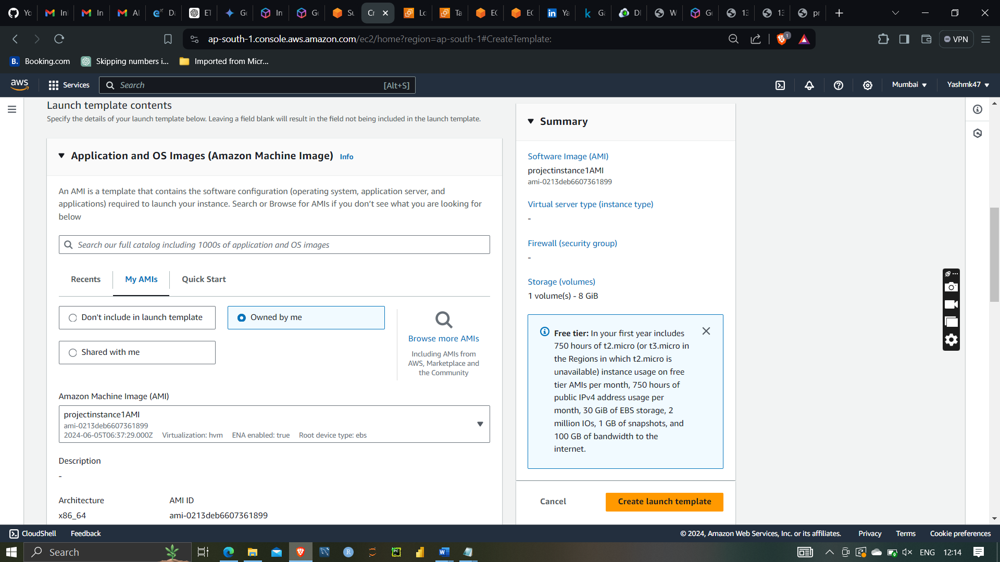 Yo
In
In
Al
Da
ET
Ge
In
Ge
Su
Cr
Lo
Ta
EC
EC
Ya
Ga
W
Ge
13
13
pr
ap-south-1.console.aws.amazon.com/ec2/home?region=ap-south-1#CreateTemplate:
1
VPN
B. Booking.com
Skipping numbers i...
Imported from Micr...
aws
Services
Search
[Alt+S]
Mumbai
Yashmk47
Launch template contents
Specify the details of your launch template below. Leaving a field blank will result in the field not being included in the launch template.
Application and OS Images (Amazon Machine Image) Info
An AMI is a template that contains the software configuration (operating system, application server, and
applications) required to launch your instance. Search or Browse for AMIs if you don’t see what you are looking for
below
Search our full catalog including 1000s of application and OS images
Recents
My AMIs
Quick Start
Don't include in launch template
Owned by me
Shared with me
Browse more AMIs
Including AMIs from
AWS, Marketplace and
the Community
Amazon Machine Image (AMI)
projectinstance1AMI
ami-0213deb6607361899
2024-06-05T06:37:29.000Z Virtualization: hvm ENA enabled: true Root device type: ebs
Description
-
Architecture
AMI ID
x86_64
ami-0213deb6607361899
Summary
Software Image (AMI)
projectinstance1AMI
ami-0213deb6607361899
Virtual server type (instance type)
-
Firewall (security group)
-
Storage (volumes)
1 volume(s) - 8 GiB
Free tier: In your first year includes
750 hours of t2.micro (or t3.micro in
the Regions in which t2.micro is
unavailable) instance usage on free
tier AMIs per month, 750 hours of
public IPv4 address usage per
month, 30 GiB of EBS storage, 2
million IOs, 1 GB of snapshots, and
100 GB of bandwidth to the
internet.
Cancel
Create launch template
CloudShell
Feedback
© 2024, Amazon Web Services, Inc. or its affiliates.
Privacy
Terms
Cookie preferences
Search
ENG
12:14